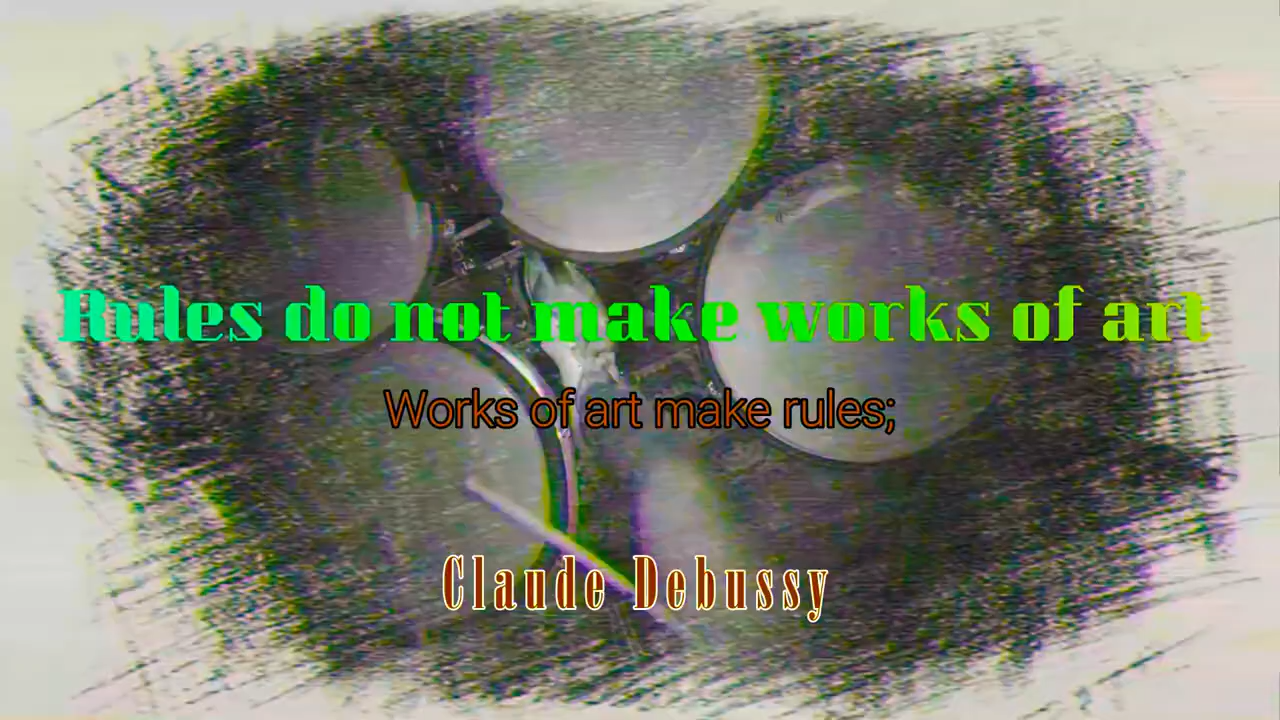 Rules do not make works of art
Works of art make rules;
Claude Debussy